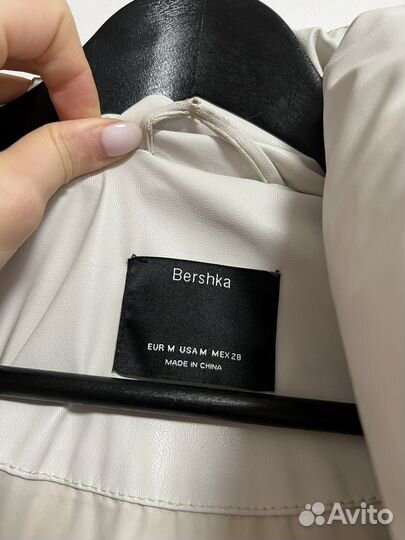 Bershka
EUR M USA M MEX 28
MADE IN CHINA
Avito